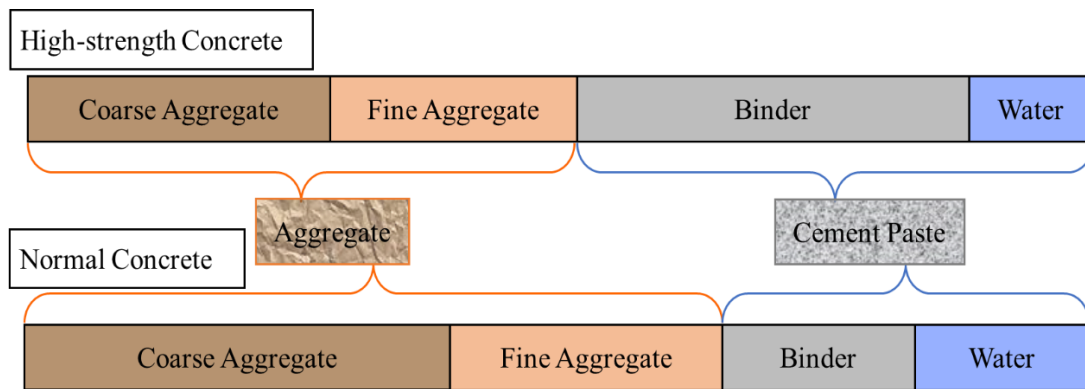 High-strength Concrete
Coarse Aggregate Fine Aggregate Binder Water
Aggregate Cement Paste
Normal Concrete
Coarse Aggregate Fine Aggregate Binder Water